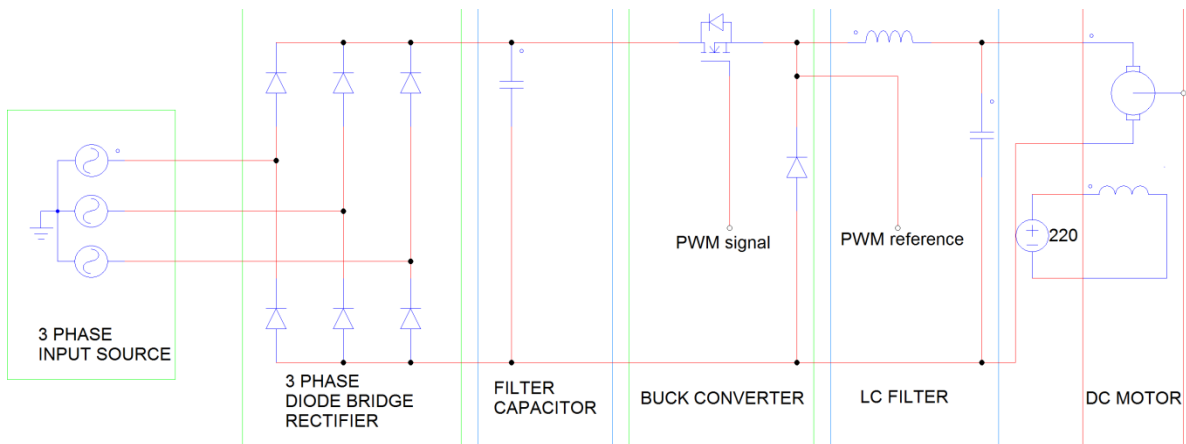 PWM signal
PWM reference
220
3 PHASE
INPUT SOURCE
3 PHASE
DIODE BRIDGE
RECTIFIER
FILTER
CAPACITOR
BUCK CONVERTER
LC FILTER
DC MOTOR